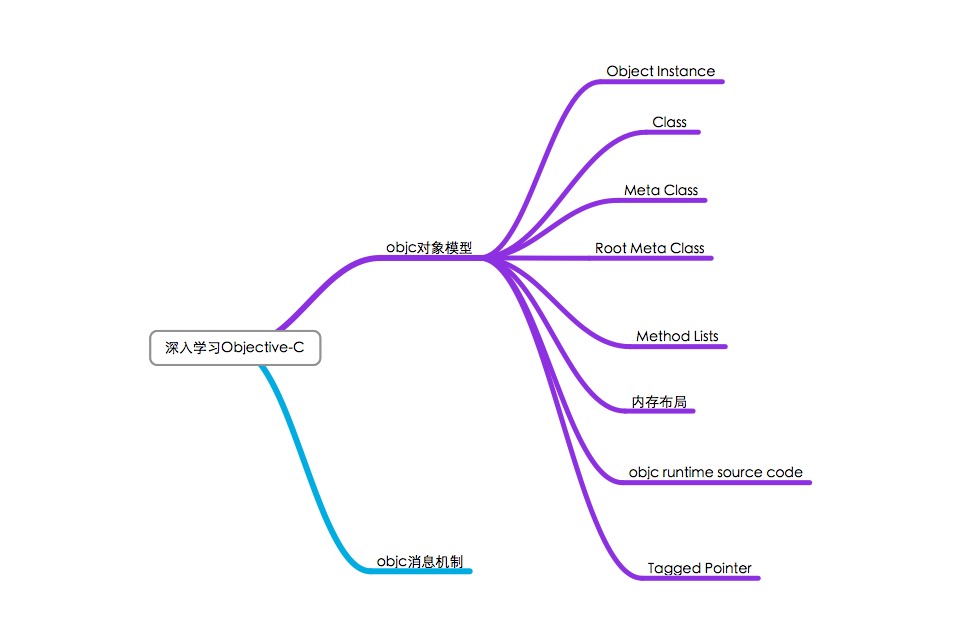 深入学习Objective-C
objc对象模型
Object Instance
Class
Meta Class
Root Meta Class
Method Lists
内存布局
objc runtime source code
Tagged Pointer
objc消息机制